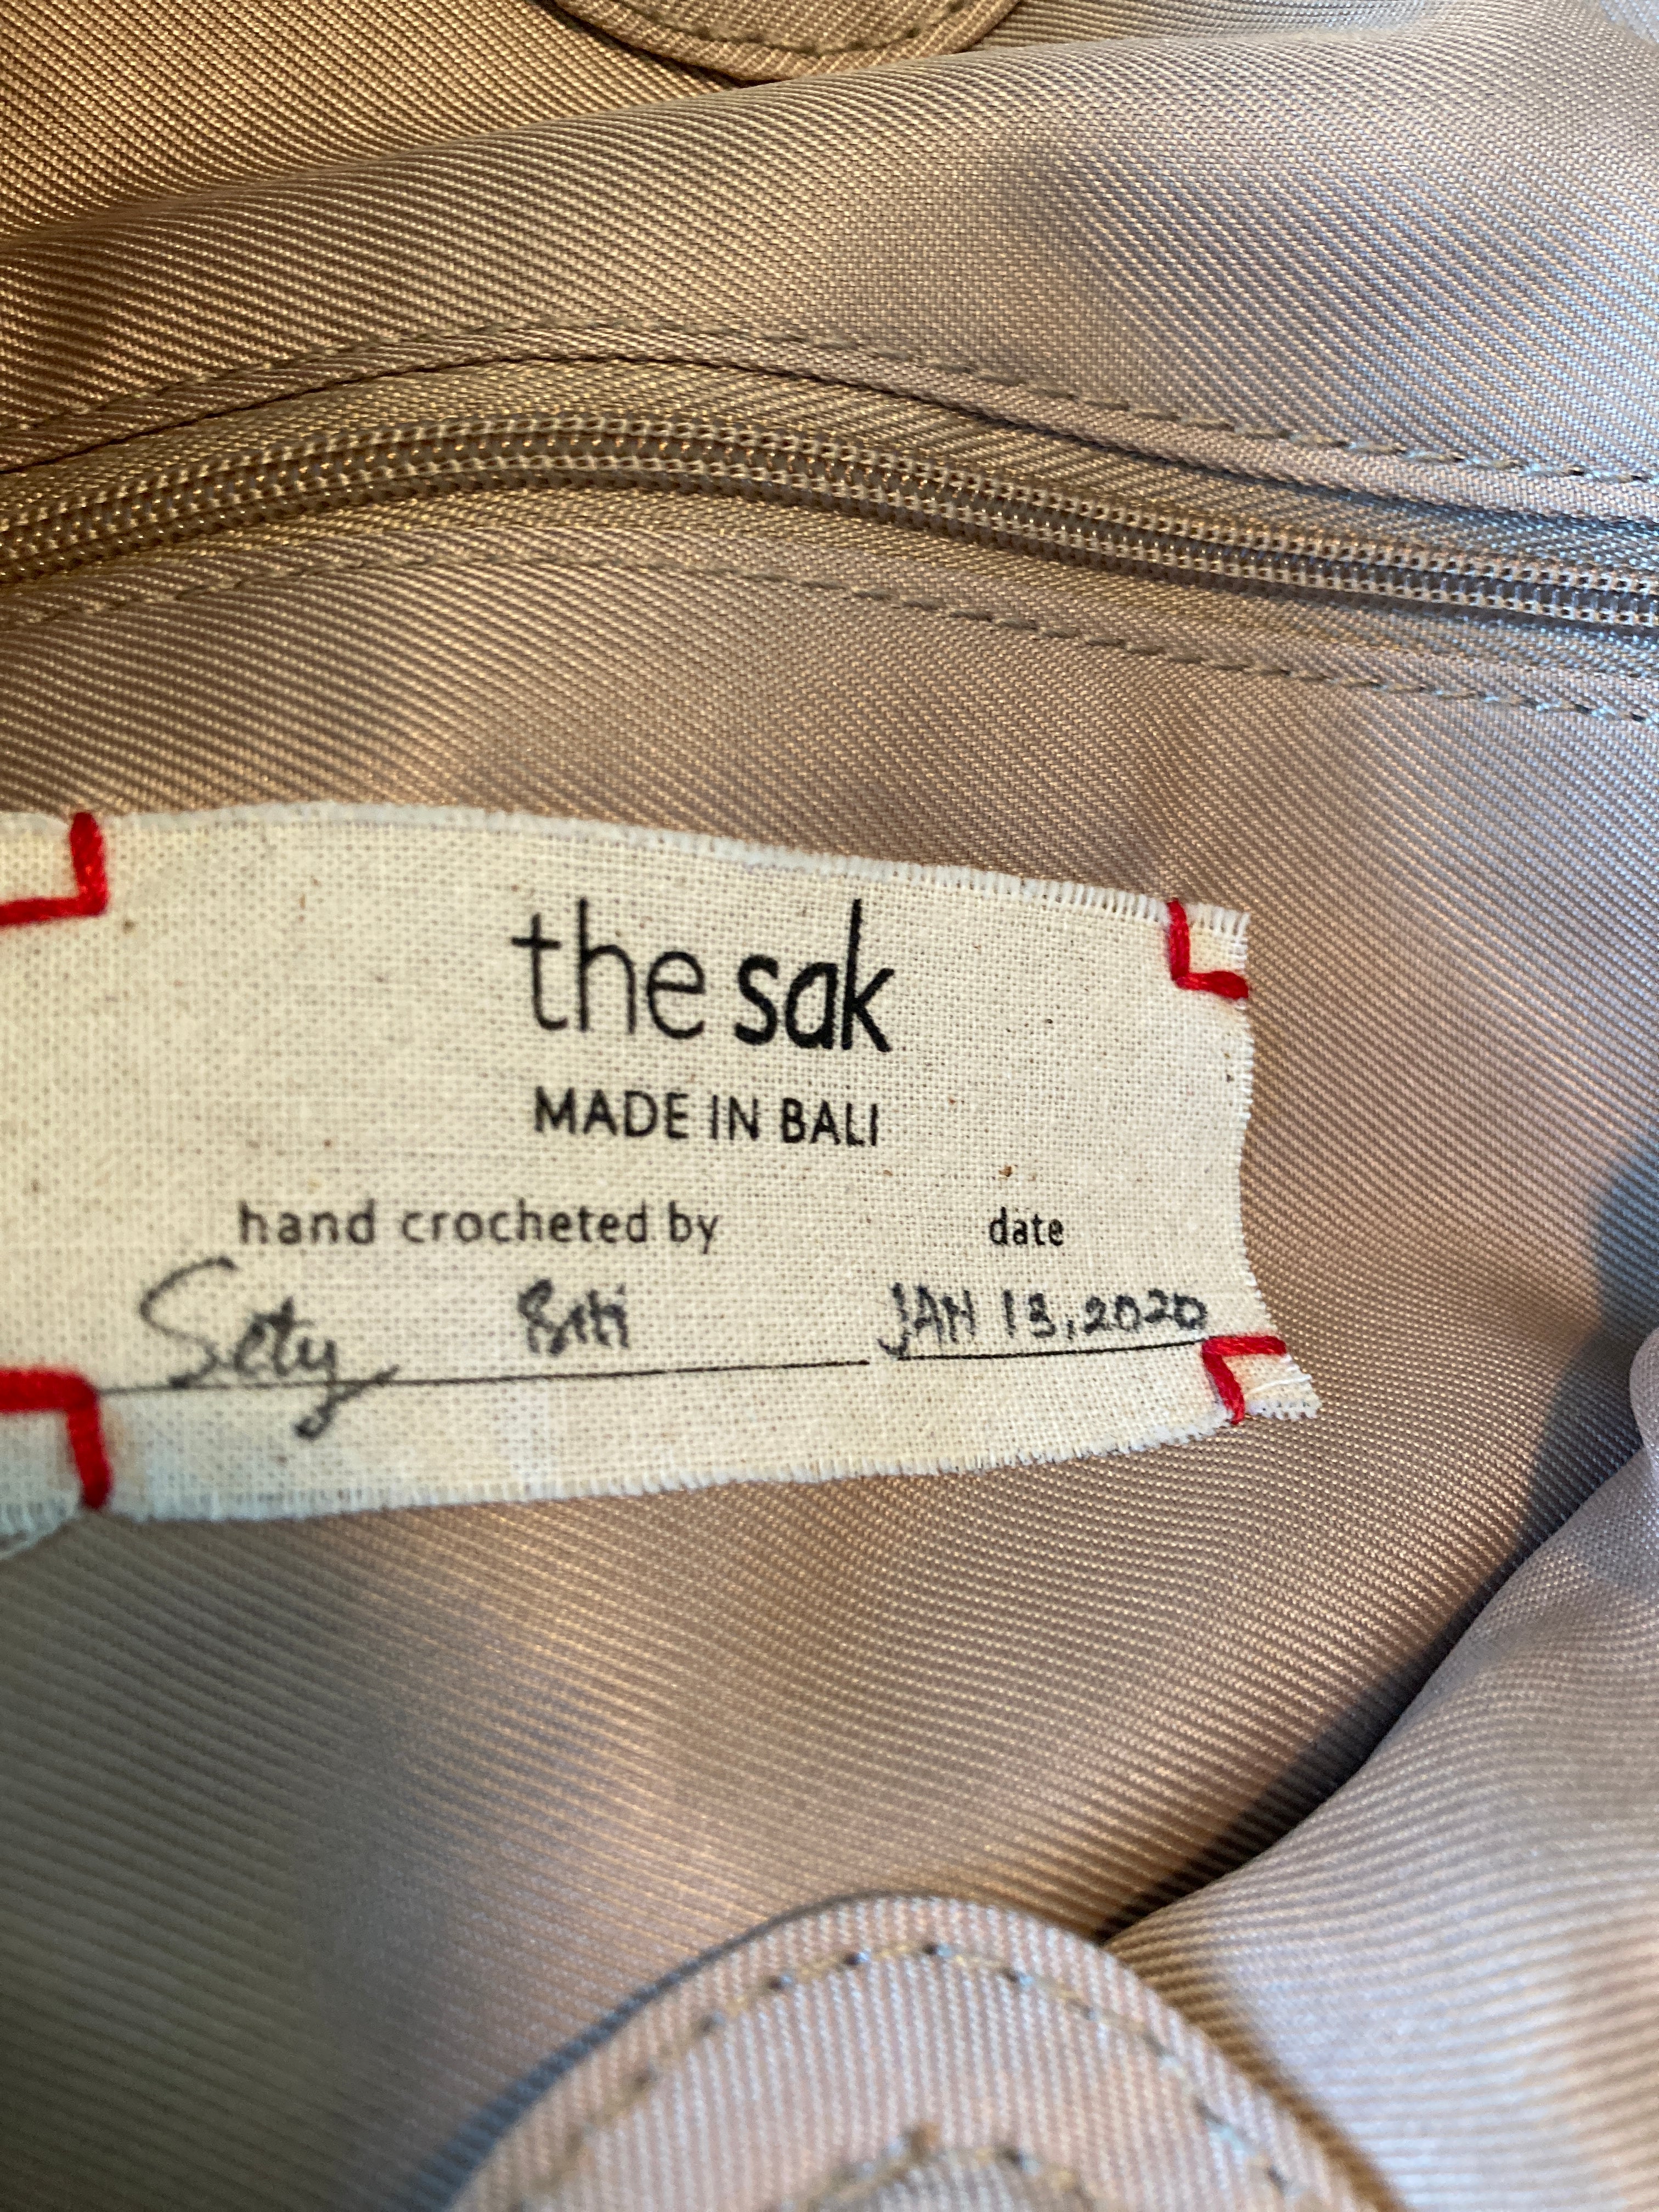 the sak
MADE IN BALI
hand crocheted by date
Sety JAN 13, 2020